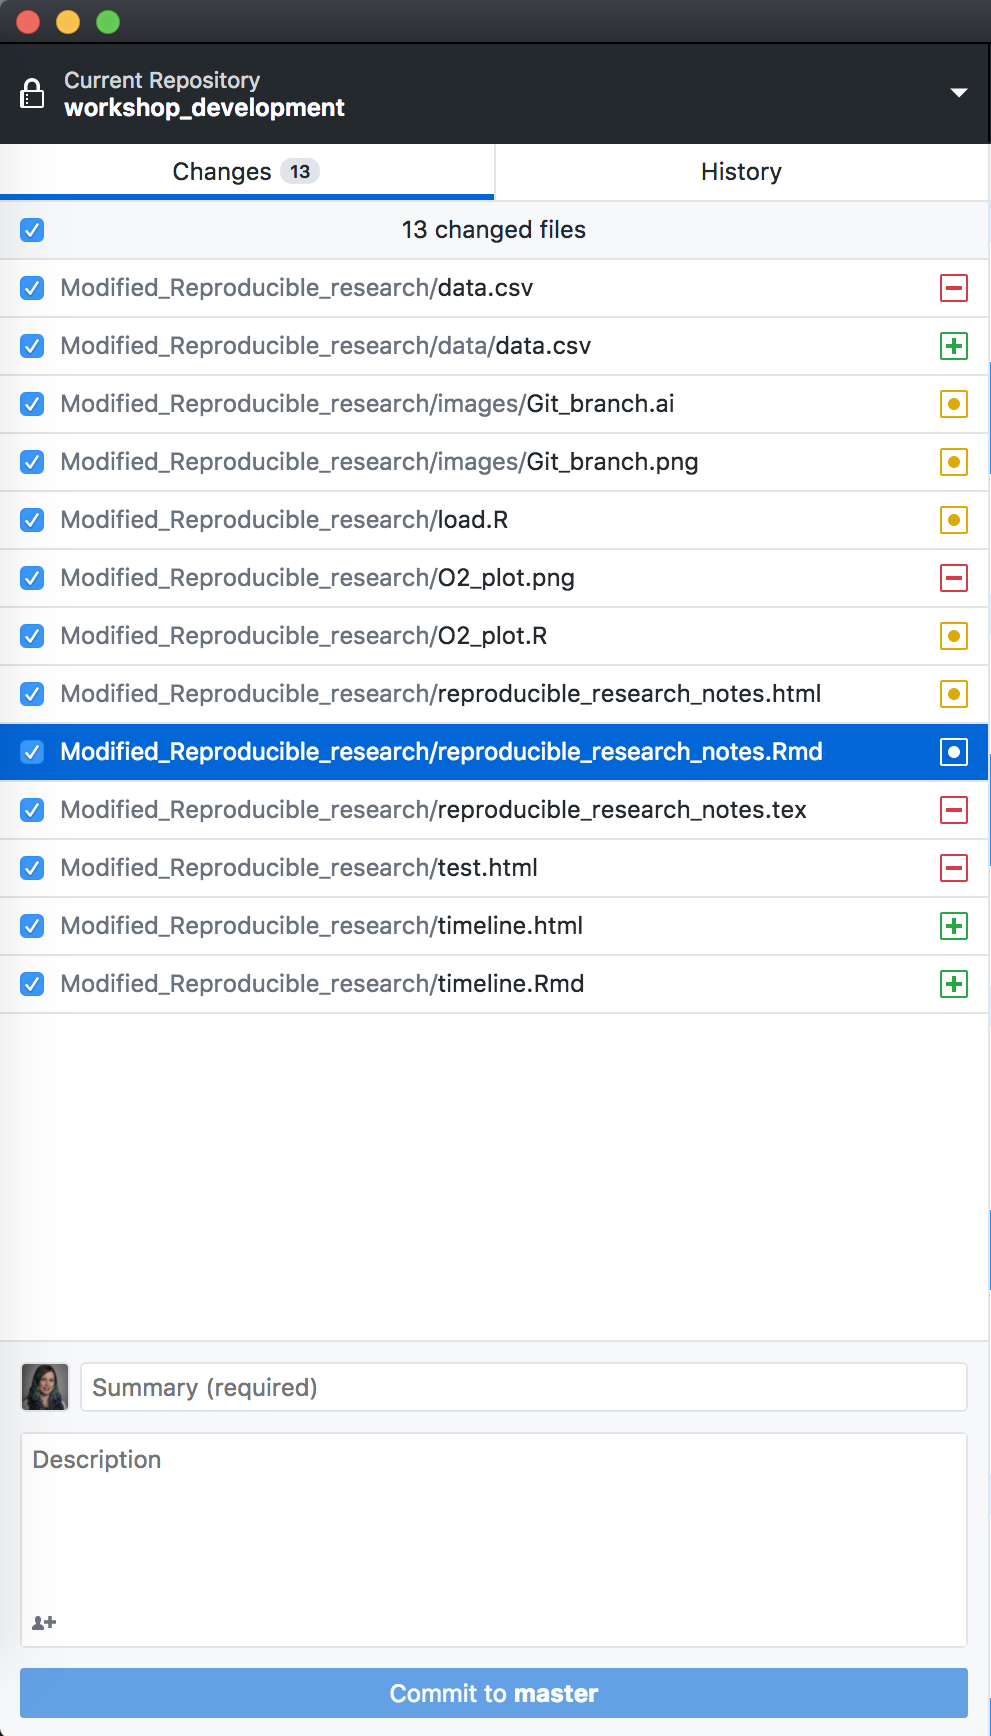 Current Repository
workshop_development
Changes 13
History
13 changed files
Modified_Reproducible_research/data.csv
Modified_Reproducible_research/data/data.csv
Modified_Reproducible_research/images/Git_branch.ai
Modified_Reproducible_research/images/Git_branch.png
Modified_Reproducible_research/load.R
Modified_Reproducible_research/O2_plot.png
Modified_Reproducible_research/O2_plot.R
Modified_Reproducible_research/reproducible_research_notes.html
Modified_Reproducible_research/reproducible_research_notes.Rmd
Modified_Reproducible_research/reproducible_research_notes.tex
Modified_Reproducible_research/test.html
Modified_Reproducible_research/timeline.html
Modified_Reproducible_research/timeline.Rmd
Summary (required)
Description
Commit to master